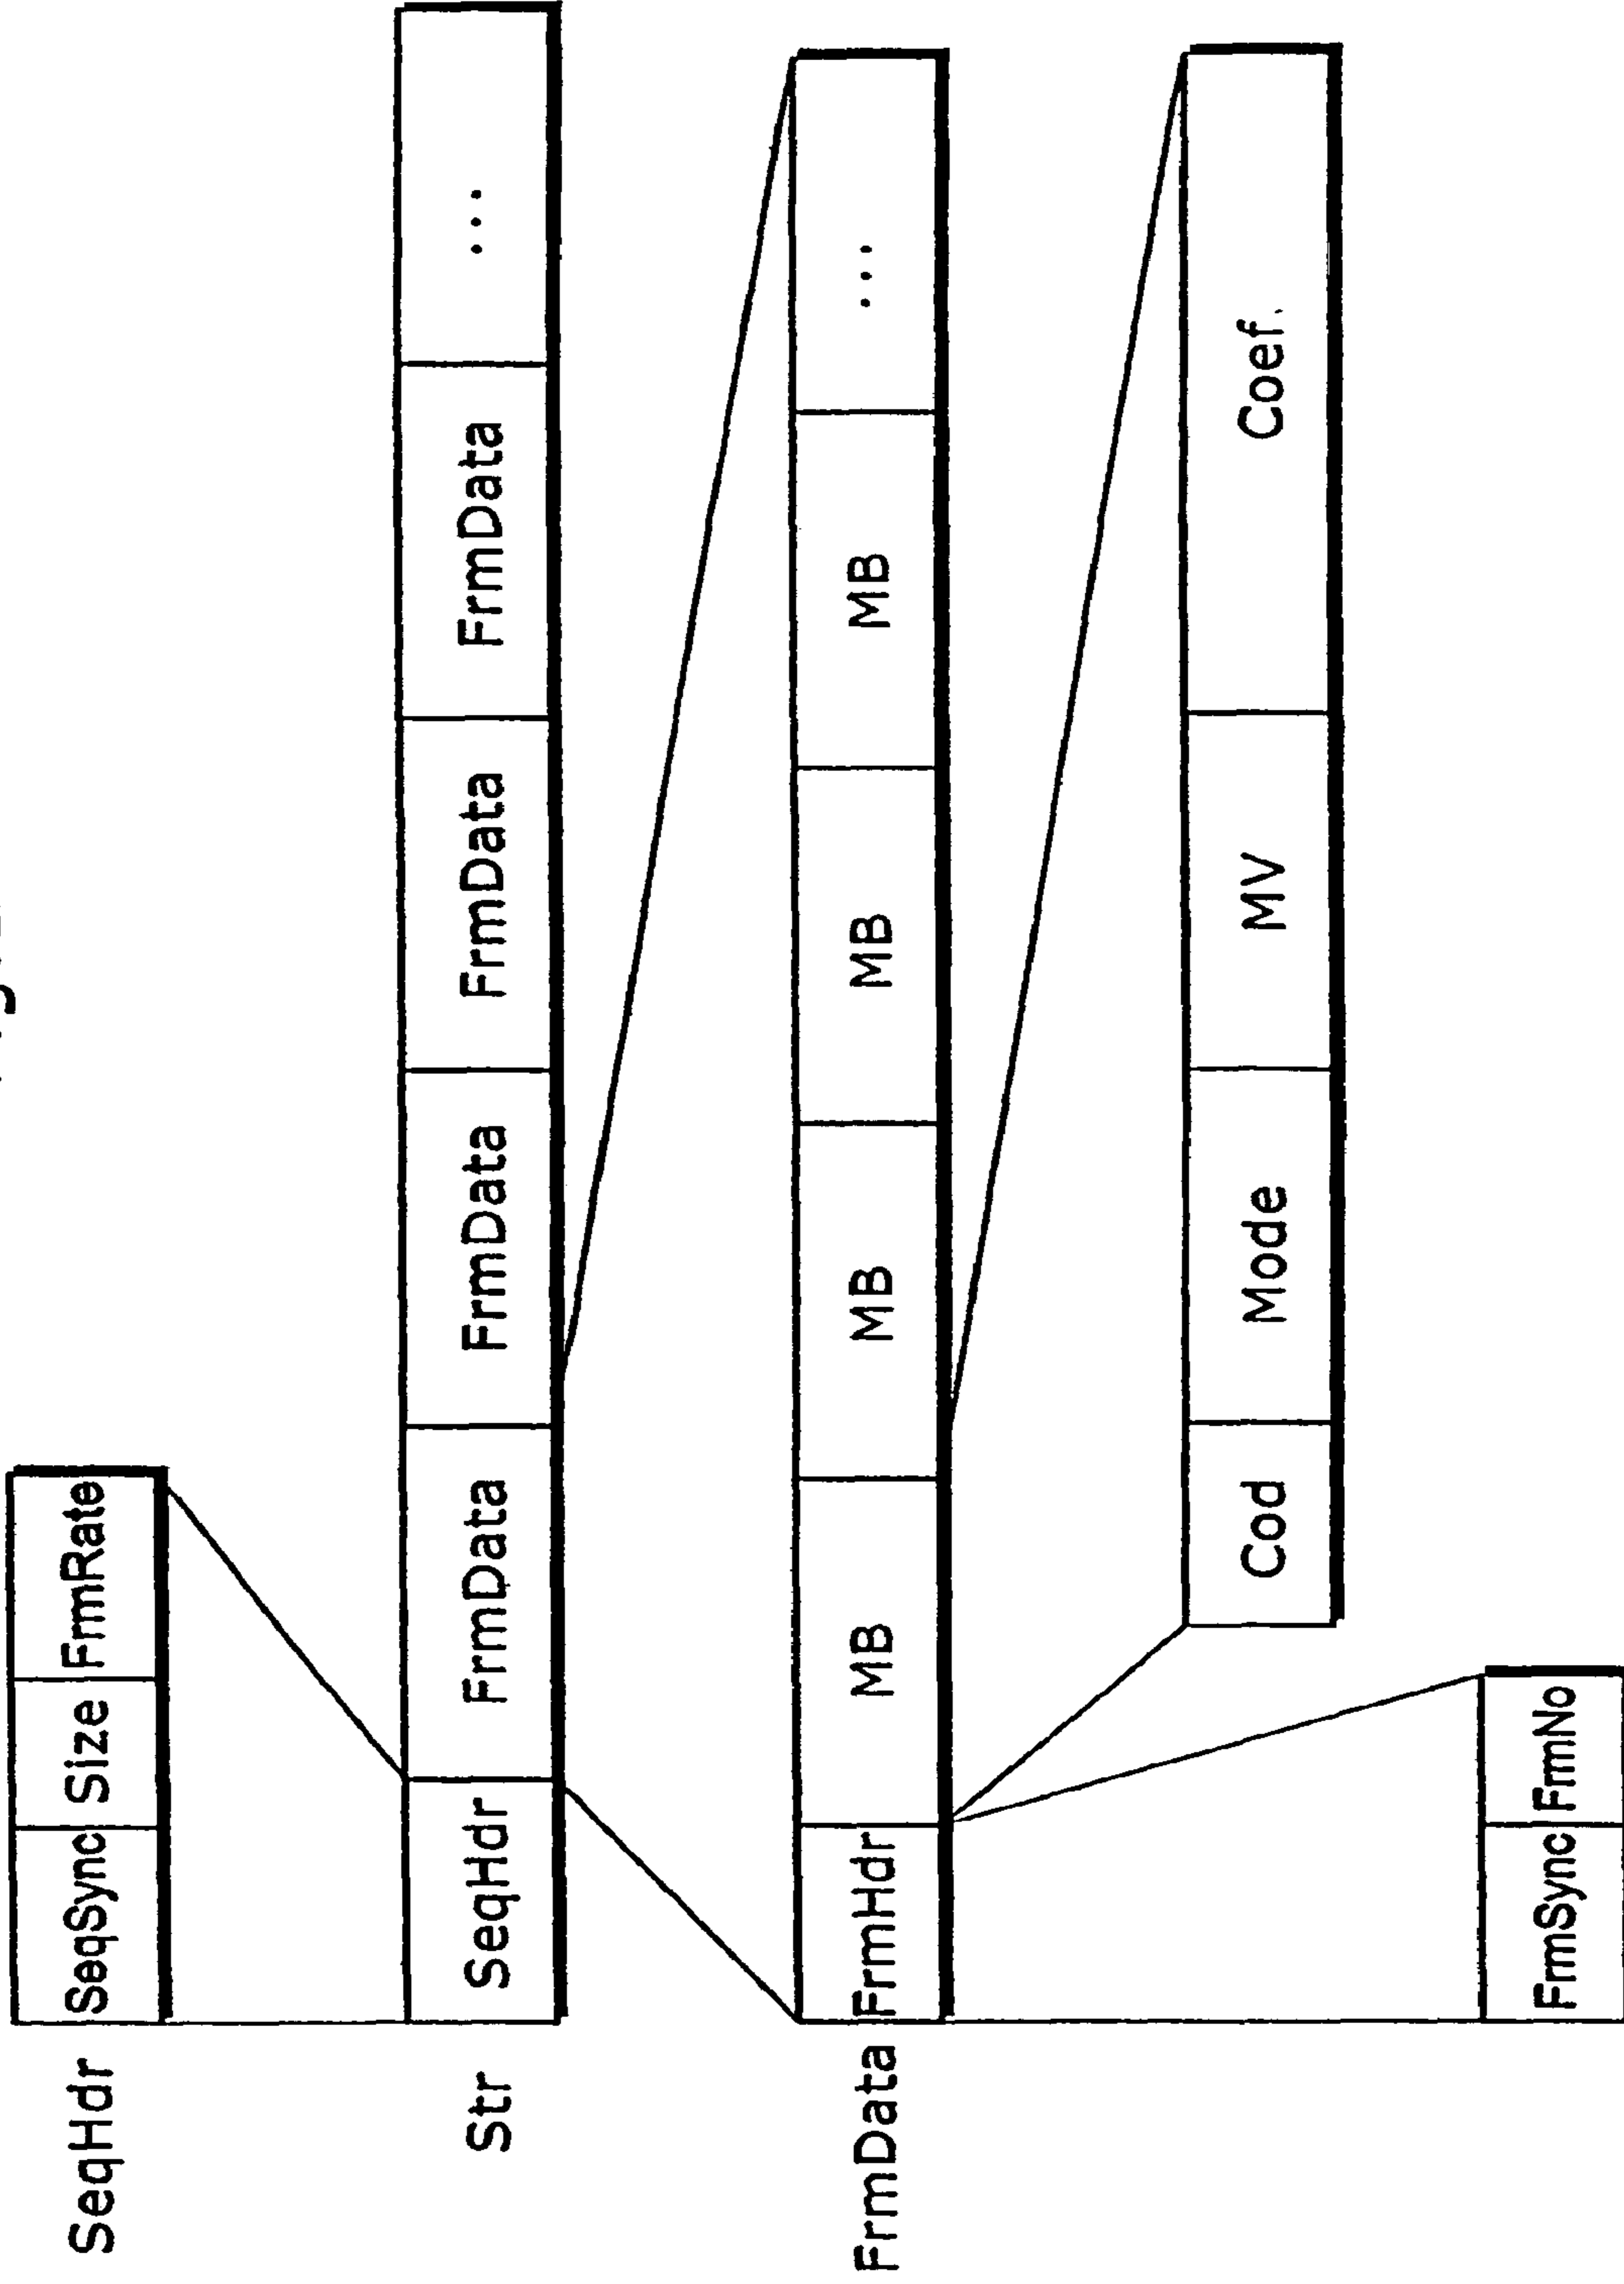 SeqHdr SeqSync Size FrmRate
Str SeqHdr FrmData FrmData FrmData FrmData ...
FrmData FrmHdr MB MB MB MB ...
Cod Mode MV Coef.
FrmSync FrmNo